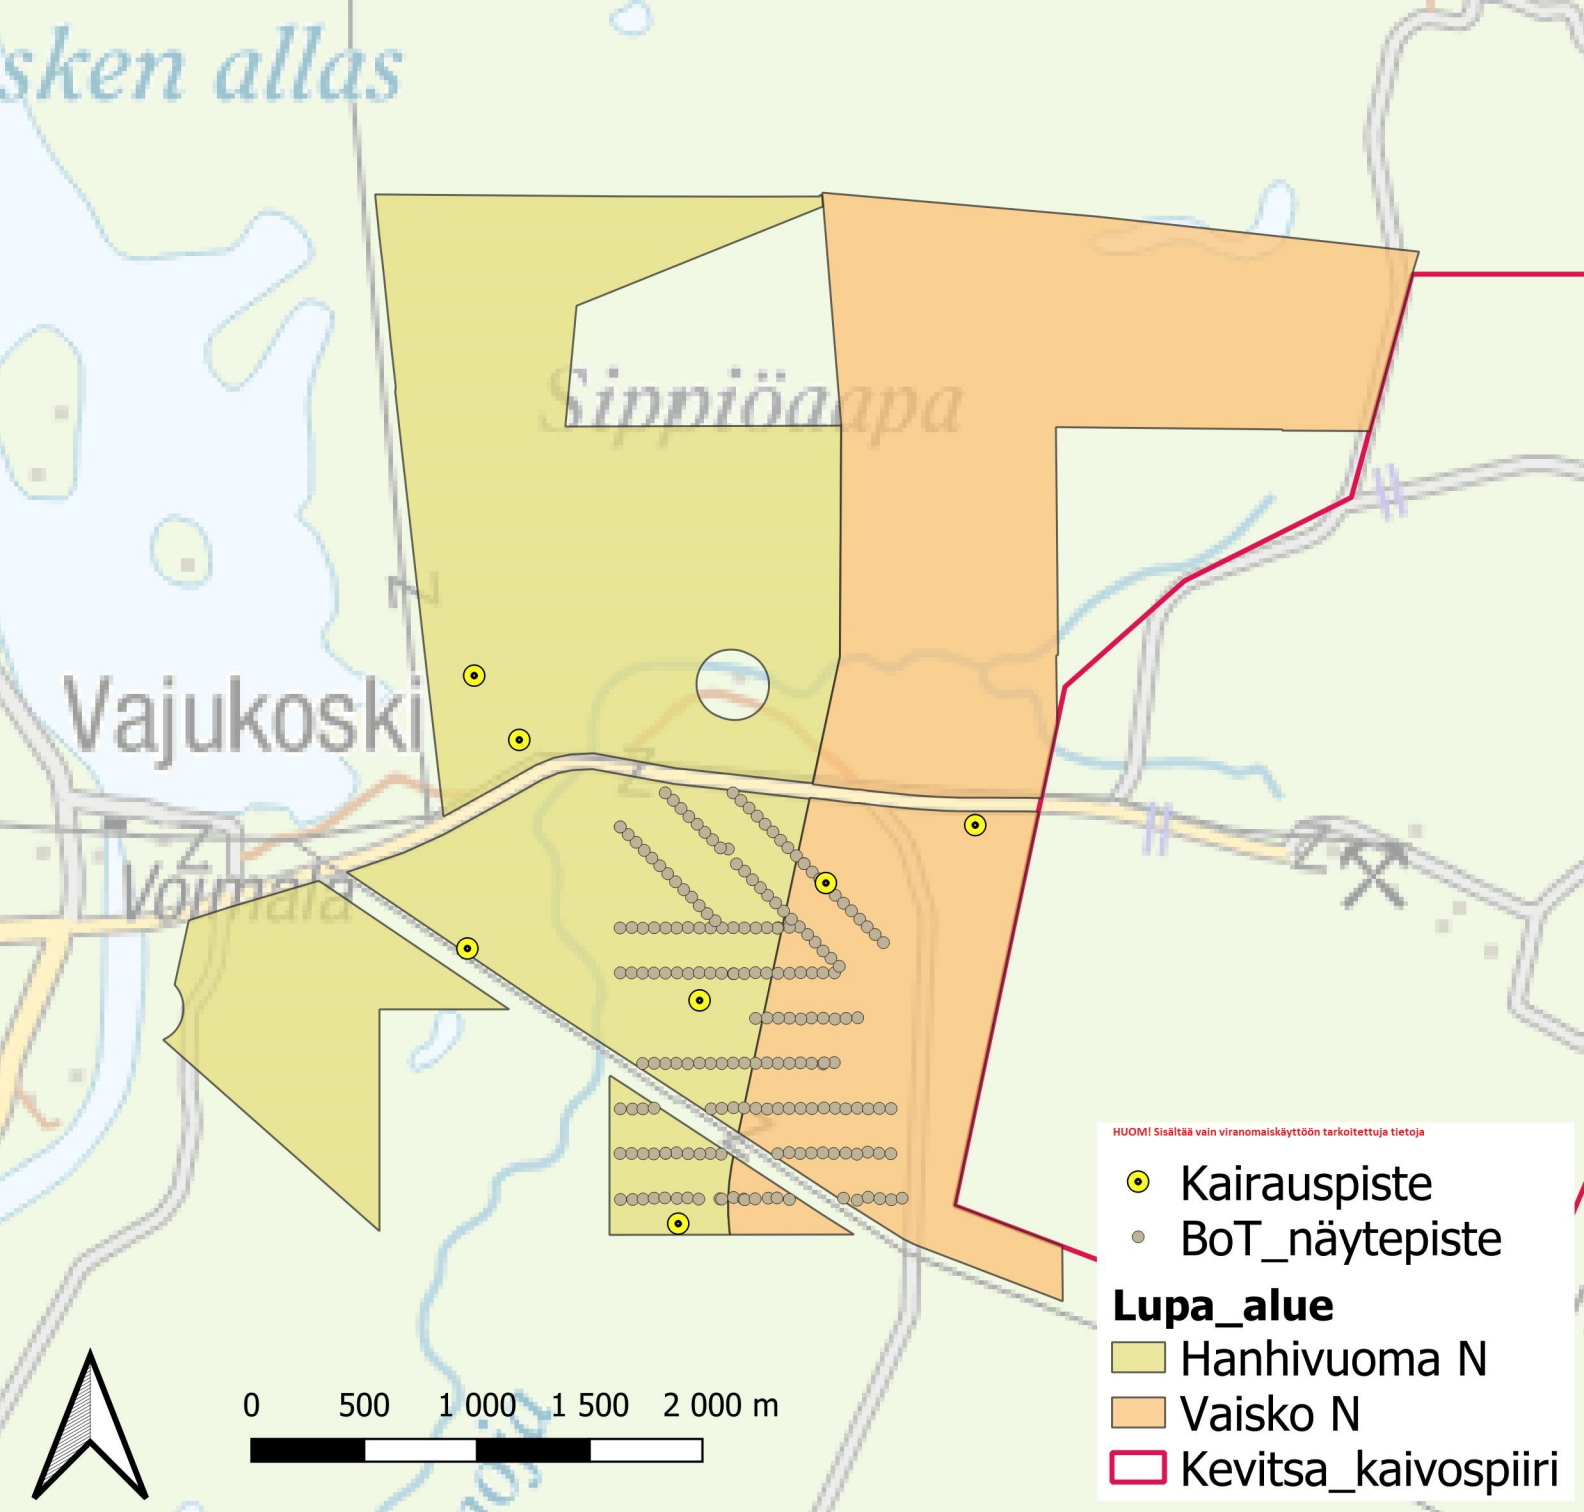 sken allas
Sippiöaapa
Z
Vajukoski
Z
Z
Z
Voimala
Z
HUOM! Sisältää vain viranomaiskäyttöön tarkoitettuja tietoja
Kairauspiste
BoT_näytepiste
Lupa_alue
Hanhivuoma N
Vaisko N
Kevitsa_kaivospiiri
0 500 1 000 1 500 2 000 m